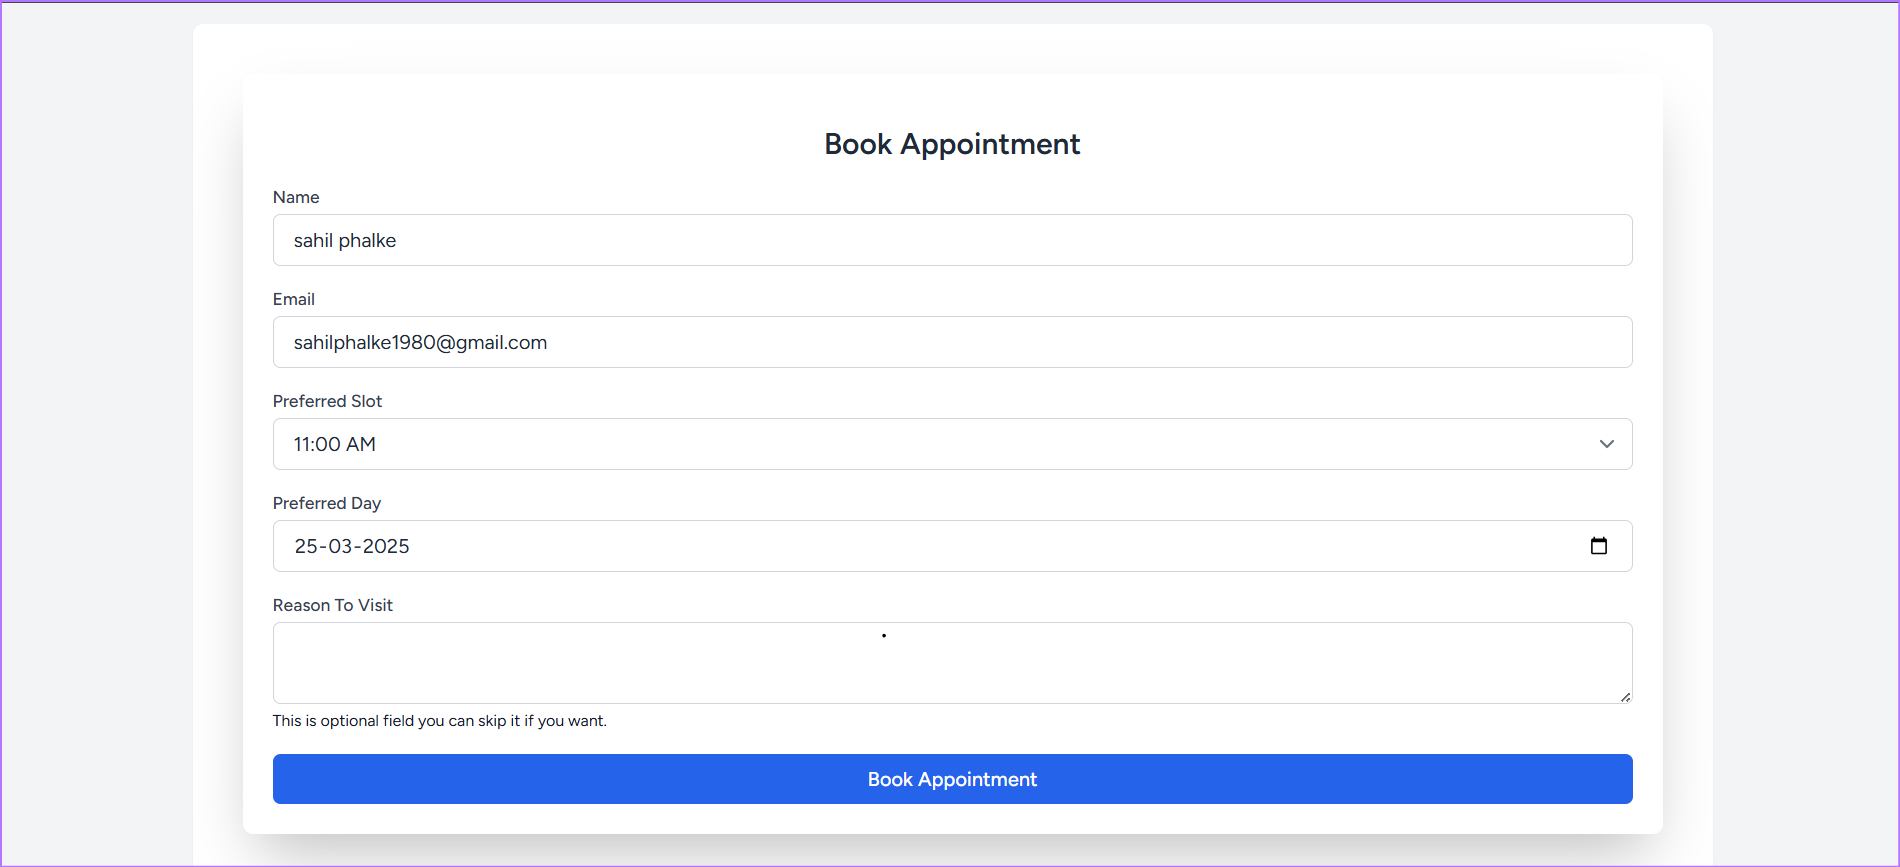 Book Appointment
Name
sahil phalke
Email
sahilphalke1980@gmail.com
Preferred Slot
11:00 AM
Preferred Day
25-03-2025
Reason To Visit
This is optional field you can skip it if you want.
Book Appointment